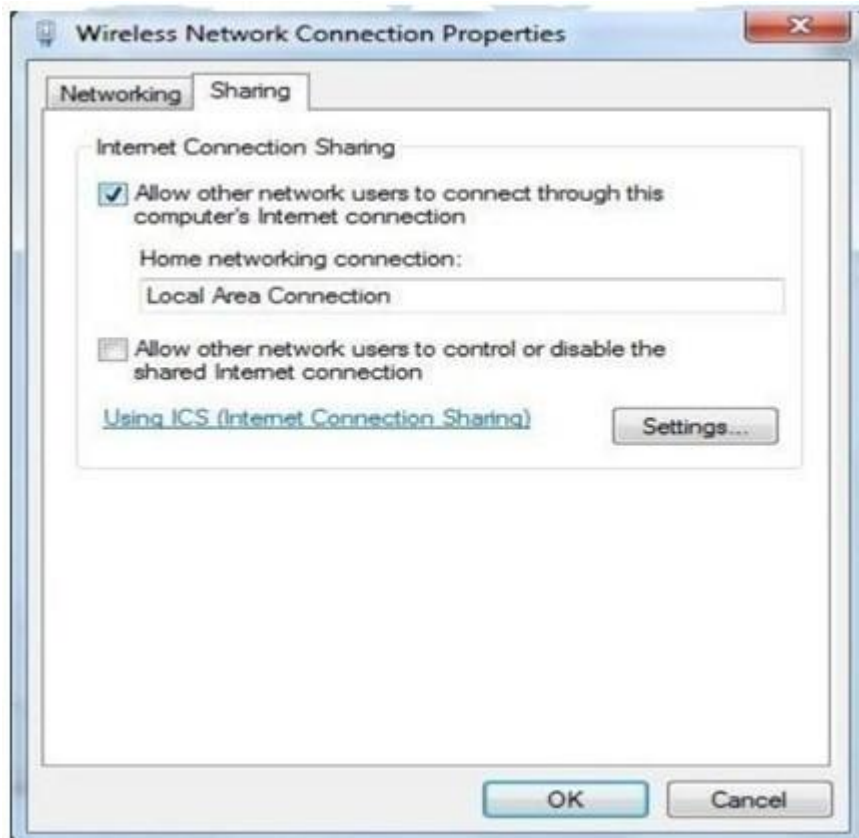 Wireless Network Connection Properties
Networking
Sharing
Internet Connection Sharing
Allow other network users to connect through this
computer's Internet connection
Home networking connection:
Local Area Connection
Allow other network users to control or disable the
shared Internet connection
Using ICS (Internet Connection Sharing)
Settings...
OK
Cancel